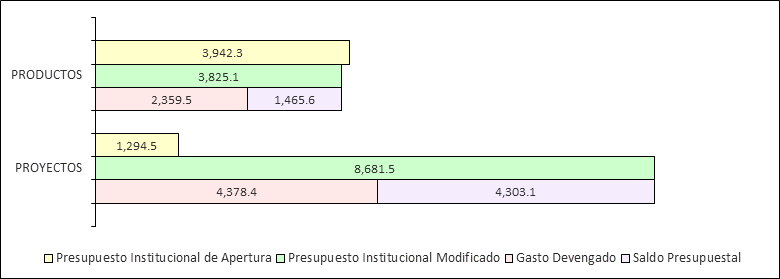 3,942.3
PRODUCTOS
3,825.1
2,359.5 1,465.6
1,294.5
PROYECTOS
8,681.5
4,378.4 4,303.1
Presupuesto Institucional de Apertura Presupuesto Institucional Modificado Gasto Devengado Saldo Presupuestal